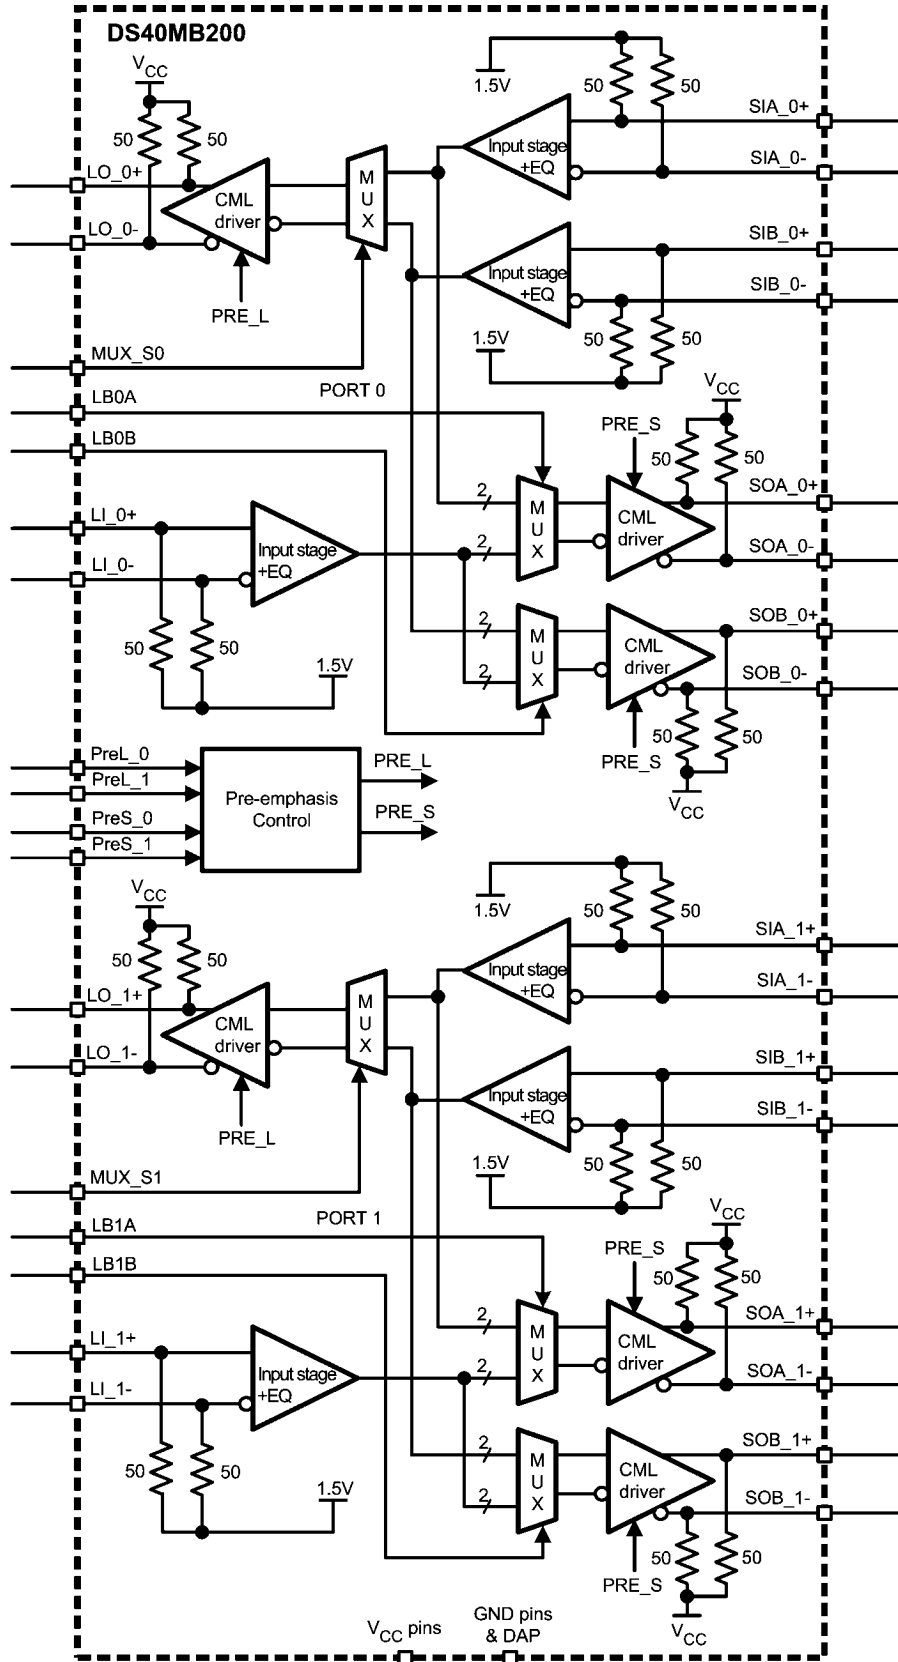 DS40MB200
VCC
50
50
LO_0+
LO_0-
CML
driver
PRE_L
M
U
X
1.5V
50
50
Input stage
+EQ
SIA_0+
SIA_0-
Input stage
+EQ
SIB_0+
SIB_0-
1.5V
50
50
MUX_S0
PORT 0
LB0A
LB0B
VCC
PRE_S
50
50
2
2
M
U
X
CML
driver
SOA_0+
SOA_0-
LI_0+
LI_0-
Input stage
+EQ
50
50
1.5V
2
2
M
U
X
CML
driver
SOB_0+
SOB_0-
50
50
PRE_S
VCC
PreL_0
PreL_1
PreS_0
PreS_1
Pre-emphasis
Control
PRE_L
PRE_S
VCC
50
50
LO_1+
LO_1-
CML
driver
PRE_L
M
U
X
1.5V
50
50
Input stage
+EQ
SIA_1+
SIA_1-
Input stage
+EQ
SIB_1+
SIB_1-
1.5V
50
50
MUX_S1
PORT 1
LB1A
LB1B
VCC
PRE_S
50
50
2
2
M
U
X
CML
driver
SOA_1+
SOA_1-
LI_1+
LI_1-
Input stage
+EQ
50
50
1.5V
2
2
M
U
X
CML
driver
SOB_1+
SOB_1-
50
50
PRE_S
VCC
VCC pins
GND pins
& DAP